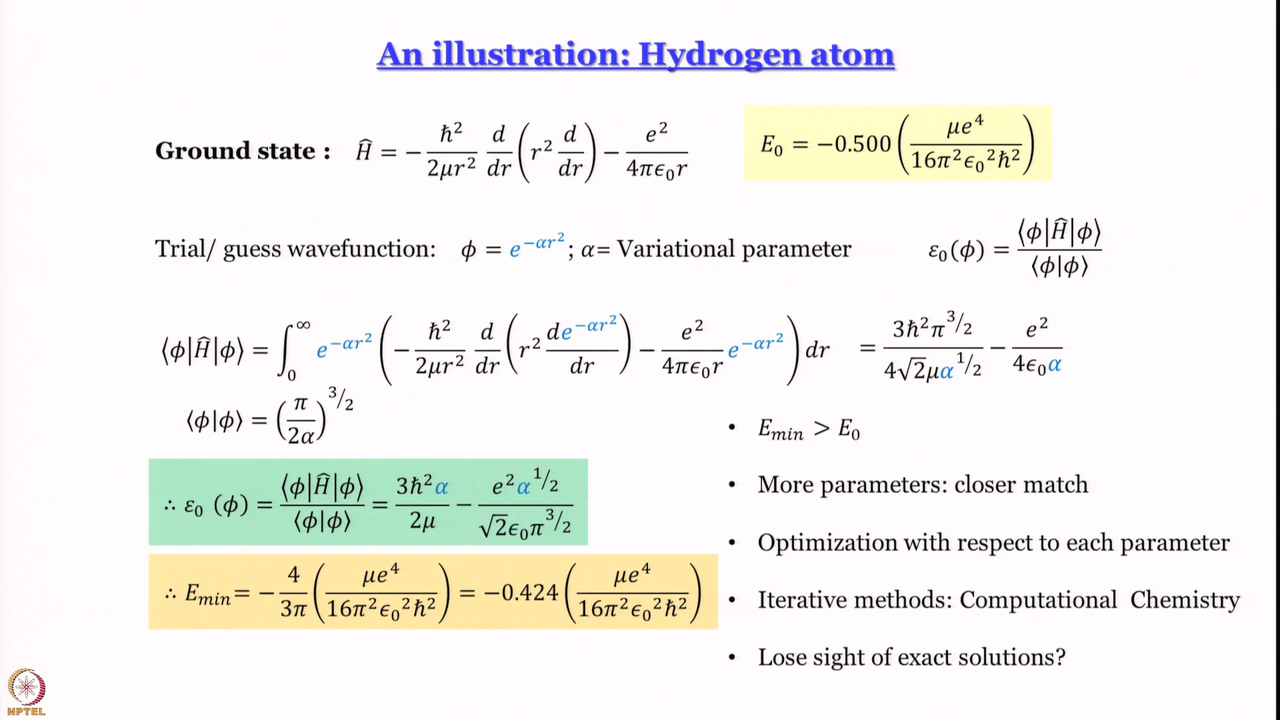 An illustration: Hydrogen atom
Ground state : Ĥ = −ℏ²/(2μr²) d/dr (r² d/dr) − e²/(4πϵ₀r)
E₀ = −0.500 (μe⁴/(16π²ϵ₀²ℏ²))
Trial/ guess wavefunction: ϕ = e^(−αr²); α= Variational parameter
ε₀(ϕ) = ⟨ϕ|Ĥ|ϕ⟩/⟨ϕ|ϕ⟩
⟨ϕ|Ĥ|ϕ⟩ = ∫₀^∞ e^(−αr²) (−ℏ²/(2μr²) d/dr (r² de^(−αr²)/dr) − e²/(4πϵ₀r) e^(−αr²)) dr = 3ℏ²π^(3/2)/(4√2μα^(1/2)) − e²/(4ϵ₀α)
⟨ϕ|ϕ⟩ = (π/2α)^(3/2)
∴ ε₀ (ϕ) = ⟨ϕ|Ĥ|ϕ⟩/⟨ϕ|ϕ⟩ = 3ℏ²α/2μ − e²α^(1/2)/(√2ϵ₀π^(3/2))
∴ E_min = −4/3π (μe⁴/(16π²ϵ₀²ℏ²)) = −0.424 (μe⁴/(16π²ϵ₀²ℏ²))
• E_min > E₀
• More parameters: closer match
• Optimization with respect to each parameter
• Iterative methods: Computational Chemistry
• Lose sight of exact solutions?
NPTEL